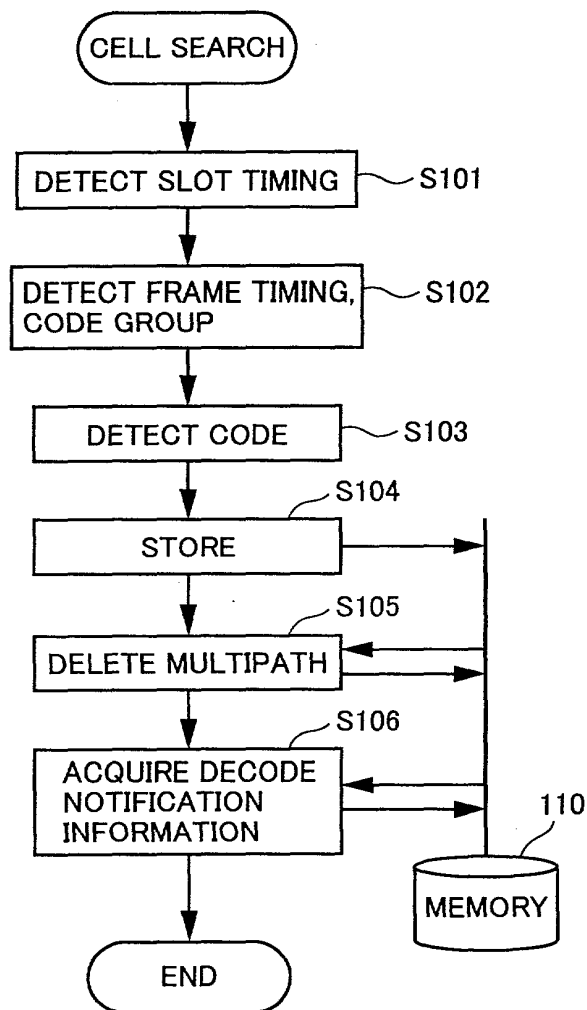 CELL SEARCH
DETECT SLOT TIMING
S101
DETECT FRAME TIMING,
CODE GROUP
S102
DETECT CODE
S103
S104
STORE
S105
DELETE MULTIPATH
S106
ACQUIRE DECODE
NOTIFICATION
INFORMATION
110
MEMORY
END